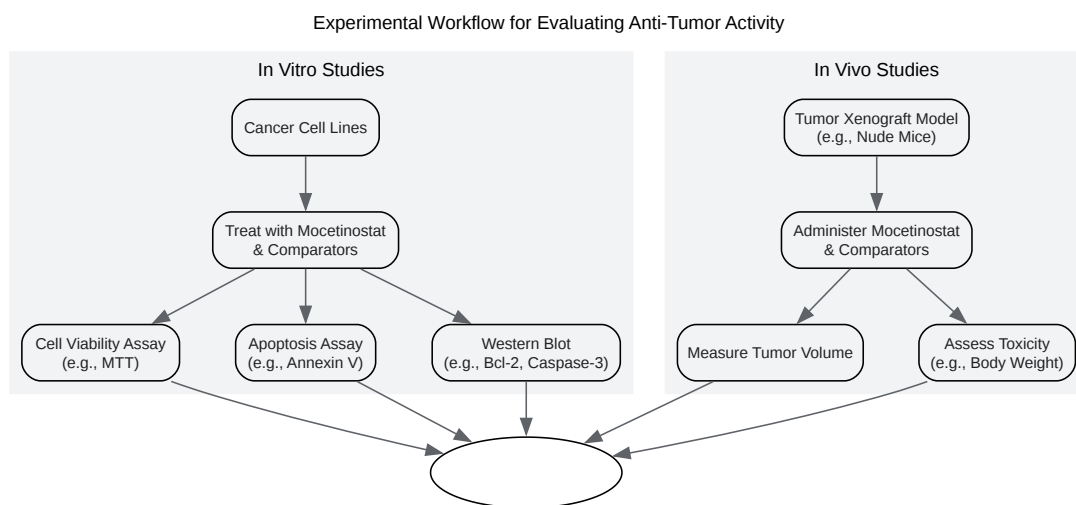 Experimental Workflow for Evaluating Anti-Tumor Activity
In Vitro Studies
Cancer Cell Lines
Treat with Mocetinostat
& Comparators
Cell Viability Assay
(e.g., MTT)
Apoptosis Assay
(e.g., Annexin V)
Western Blot
(e.g., Bcl-2, Caspase-3)
In Vivo Studies
Tumor Xenograft Model
(e.g., Nude Mice)
Administer Mocetinostat
& Comparators
Measure Tumor Volume
Assess Toxicity
(e.g., Body Weight)